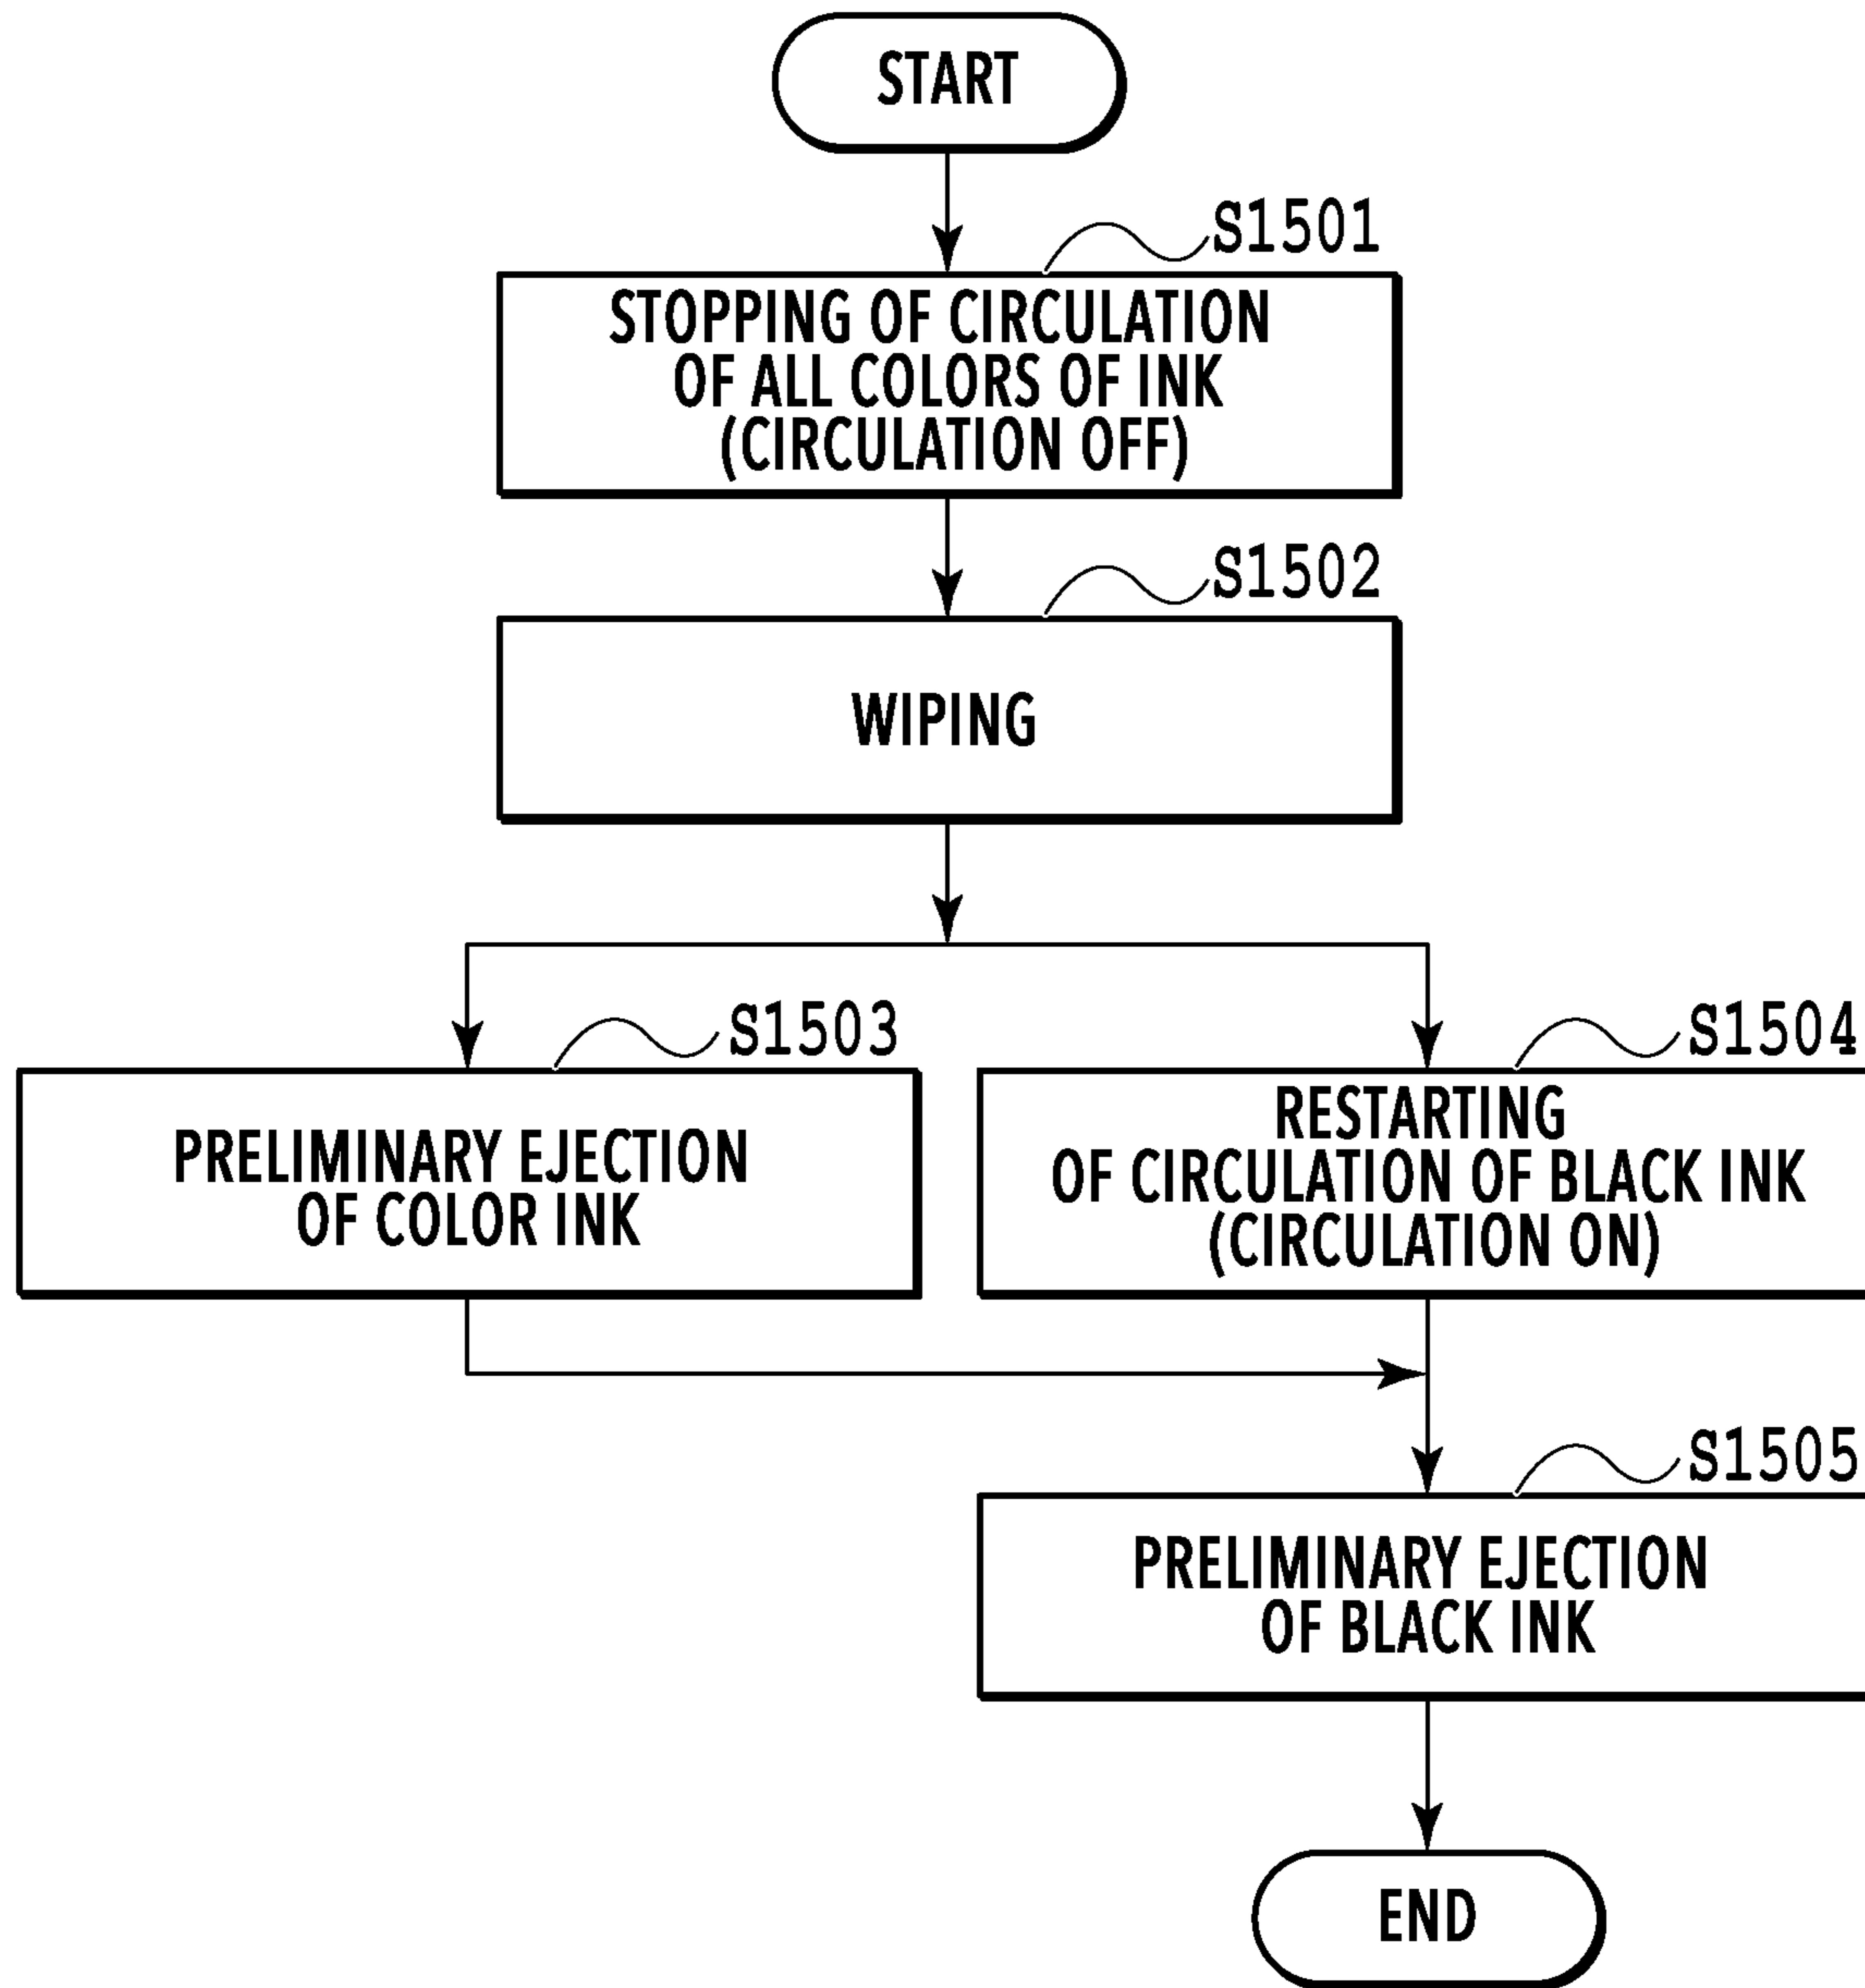 START
S1501
STOPPING OF CIRCULATION
OF ALL COLORS OF INK
(CIRCULATION OFF)
S1502
WIPING
S1503
PRELIMINARY EJECTION
OF COLOR INK
S1504
RESTARTING
OF CIRCULATION OF BLACK INK
(CIRCULATION ON)
S1505
PRELIMINARY EJECTION
OF BLACK INK
END